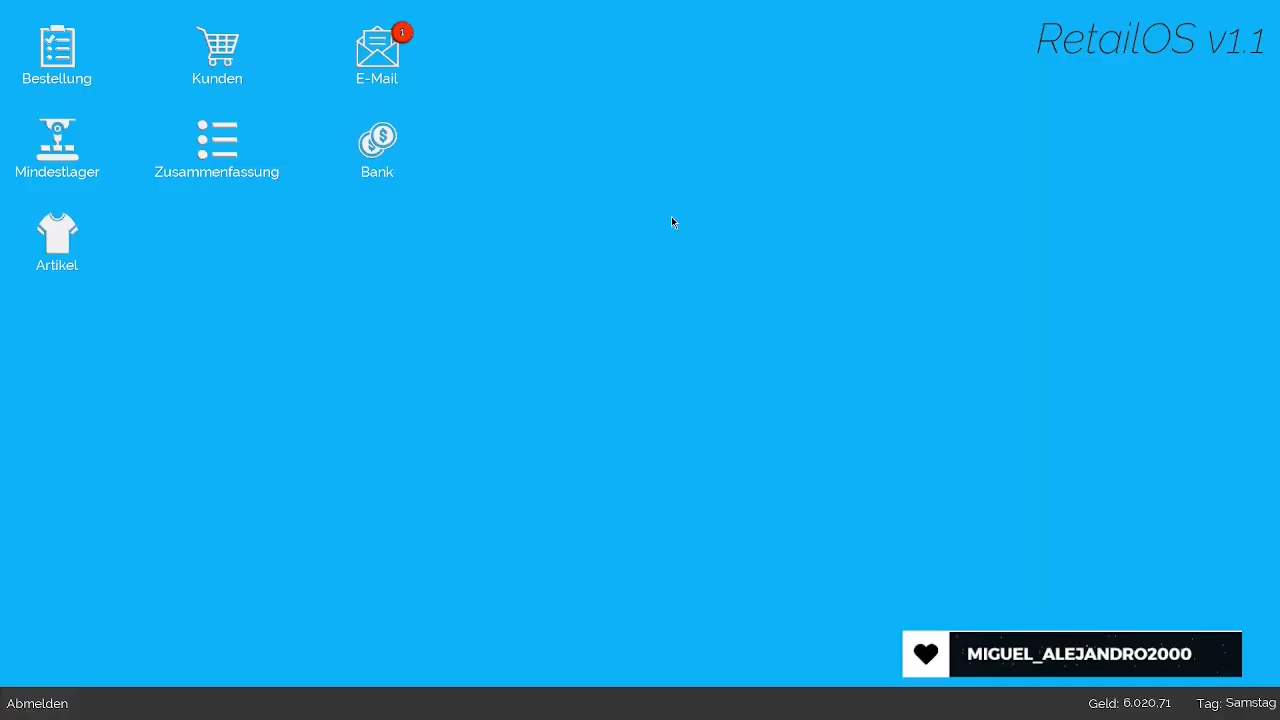 RetailOS v1.1
1
Bestellung
Kunden
E-Mail
Mindestlager
Zusammenfassung
Bank
Artikel
MIGUEL_ALEJANDRO2000
Abmelden
Geld: 6.020,71
Tag: Samstag